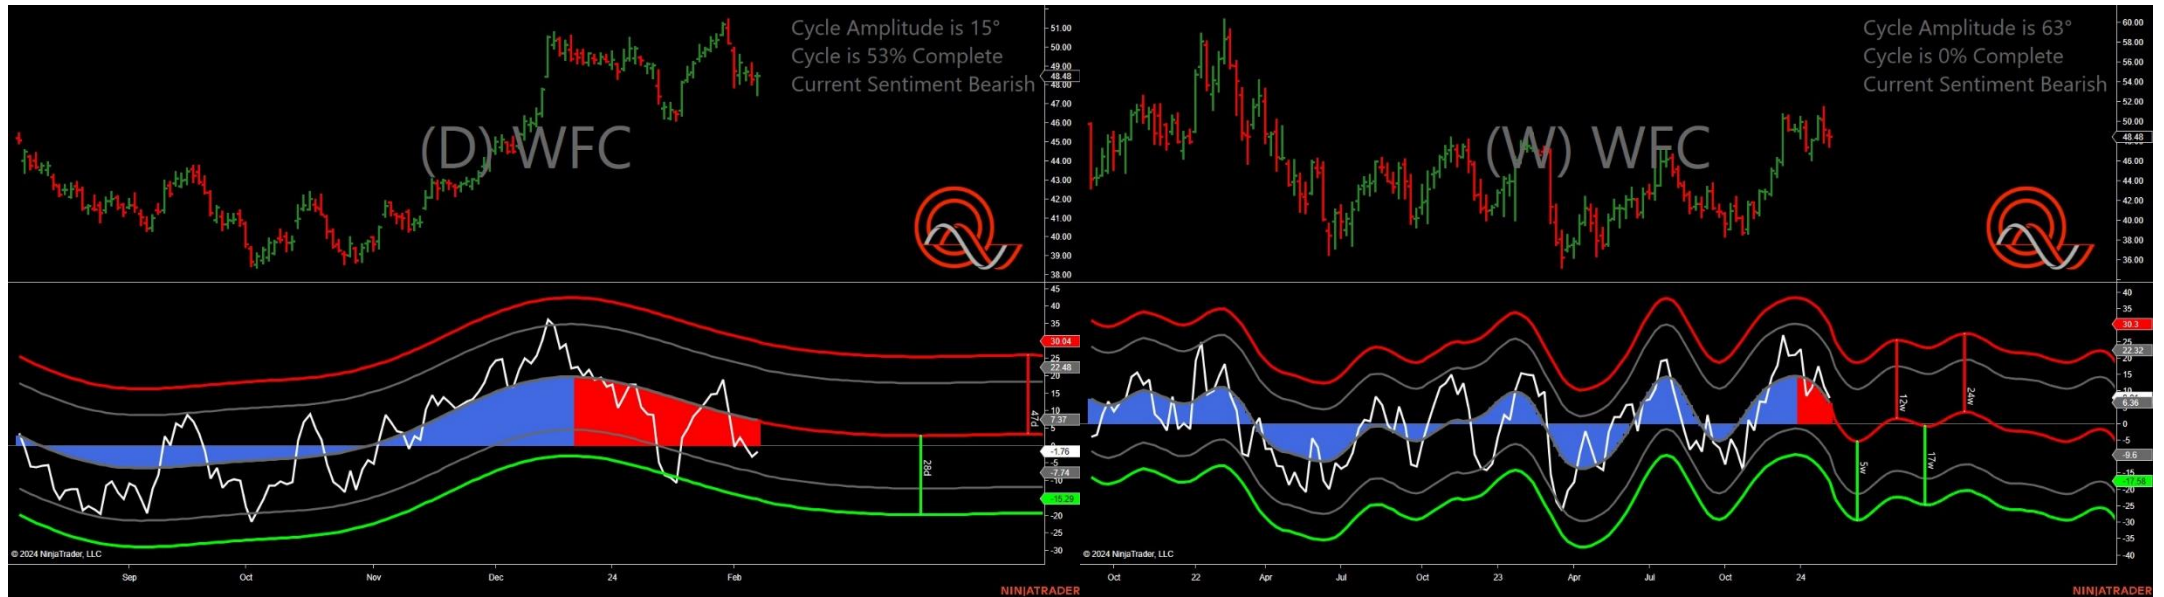 Cycle Amplitude is 15°
Cycle is 53% Complete
Current Sentiment Bearish
(D) WFC
51.00
50.00
49.00
48.48
48.00
47.00
46.00
45.00
44.00
43.00
42.00
41.00
40.00
39.00
38.00
45
40
35
30.04
25
22.48
20
15
10
7.37
5
0
-1.76
-5
-7.74
-10
-15.29
-20
-25
-30
47d
28d
© 2024 NinjaTrader, LLC
Sep
Oct
Nov
Dec
24
Feb
NINJATRADER
Cycle Amplitude is 63°
Cycle is 0% Complete
Current Sentiment Bearish
(W) WFC
60.00
58.00
56.00
54.00
52.00
50.00
48.48
46.00
44.00
42.00
40.00
38.00
36.00
40
35
30.3
25
22.32
20
15
10
6.36
5
0
-5
-9.6
-15
-17.58
-20
-25
-30
-35
-40
12w
24w
5w
17w
© 2024 NinjaTrader, LLC
Oct
22
Apr
Jul
Oct
23
Apr
Jul
Oct
24
NINJATRADER